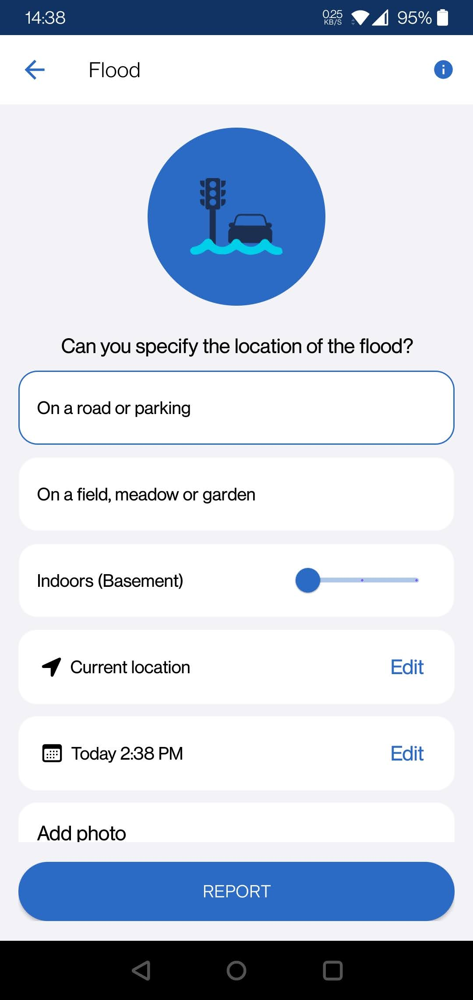 14:38
0.25 KB/S
95%
Flood
Can you specify the location of the flood?
On a road or parking
On a field, meadow or garden
Indoors (Basement)
Current location
Edit
Today 2:38 PM
Edit
Add photo
REPORT